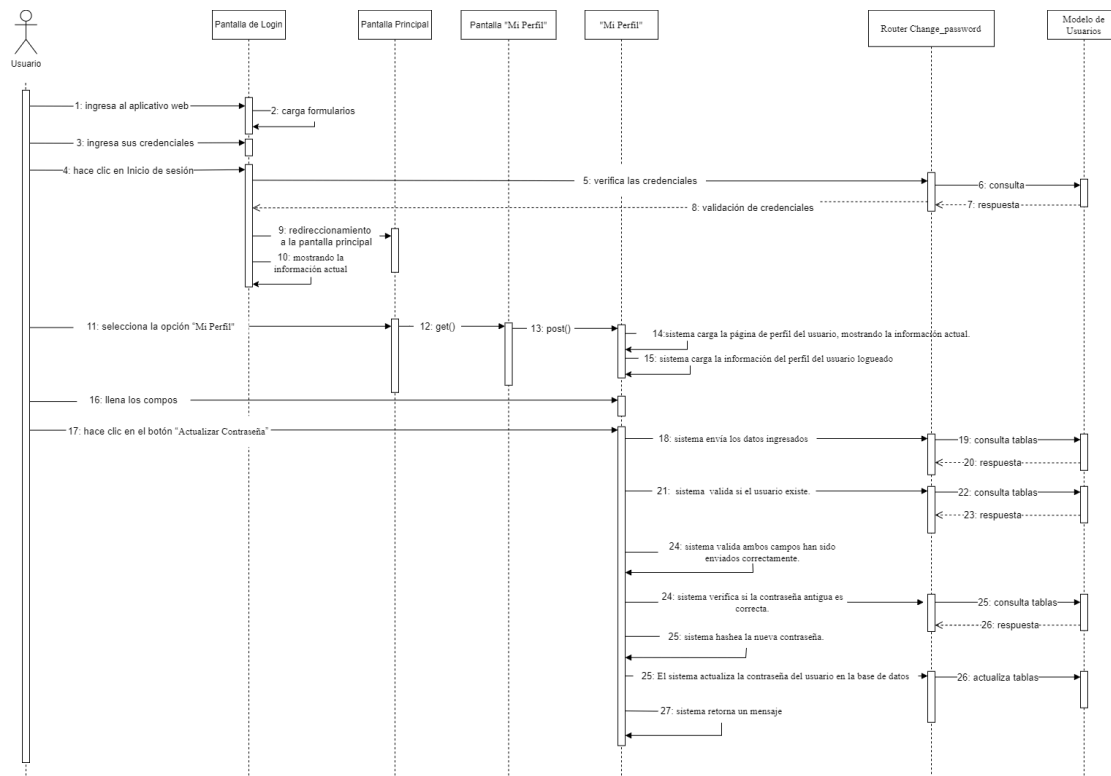 Pantalla de Login
Pantalla Principal
Pantalla "Mi Perfil"
"Mi Perfil"
Router Change_password
Modelo de
Usuarios
Usuario
1: ingresa al aplicativo web
2: carga formularios
3: ingresa sus credenciales
4: hace clic en Inicio de sesión
5: verifica las credenciales
6: consulta
7: respuesta
8: validación de credenciales
9: redireccionamiento
a la pantalla principal
10: mostrando la
información actual
11: selecciona la opción "Mi Perfil"
12: get()
13: post()
14:sistema carga la página de perfil del usuario, mostrando la información actual.
15: sistema carga la información del perfil del usuario logueado
16: llena los compos
17: hace clic en el botón "Actualizar Contraseña"
18: sistema envía los datos ingresados
19: consulta tablas
20: respuesta
21: sistema valida si el usuario existe.
22: consulta tablas
23: respuesta
24: sistema valida ambos campos han sido
enviados correctamente.
24: sistema verifica si la contraseña antigua es
correcta.
25: consulta tablas
26: respuesta
25: sistema hashea la nueva contraseña.
25: El sistema actualiza la contraseña del usuario en la base de datos
26: actualiza tablas
27: sistema retorna un mensaje